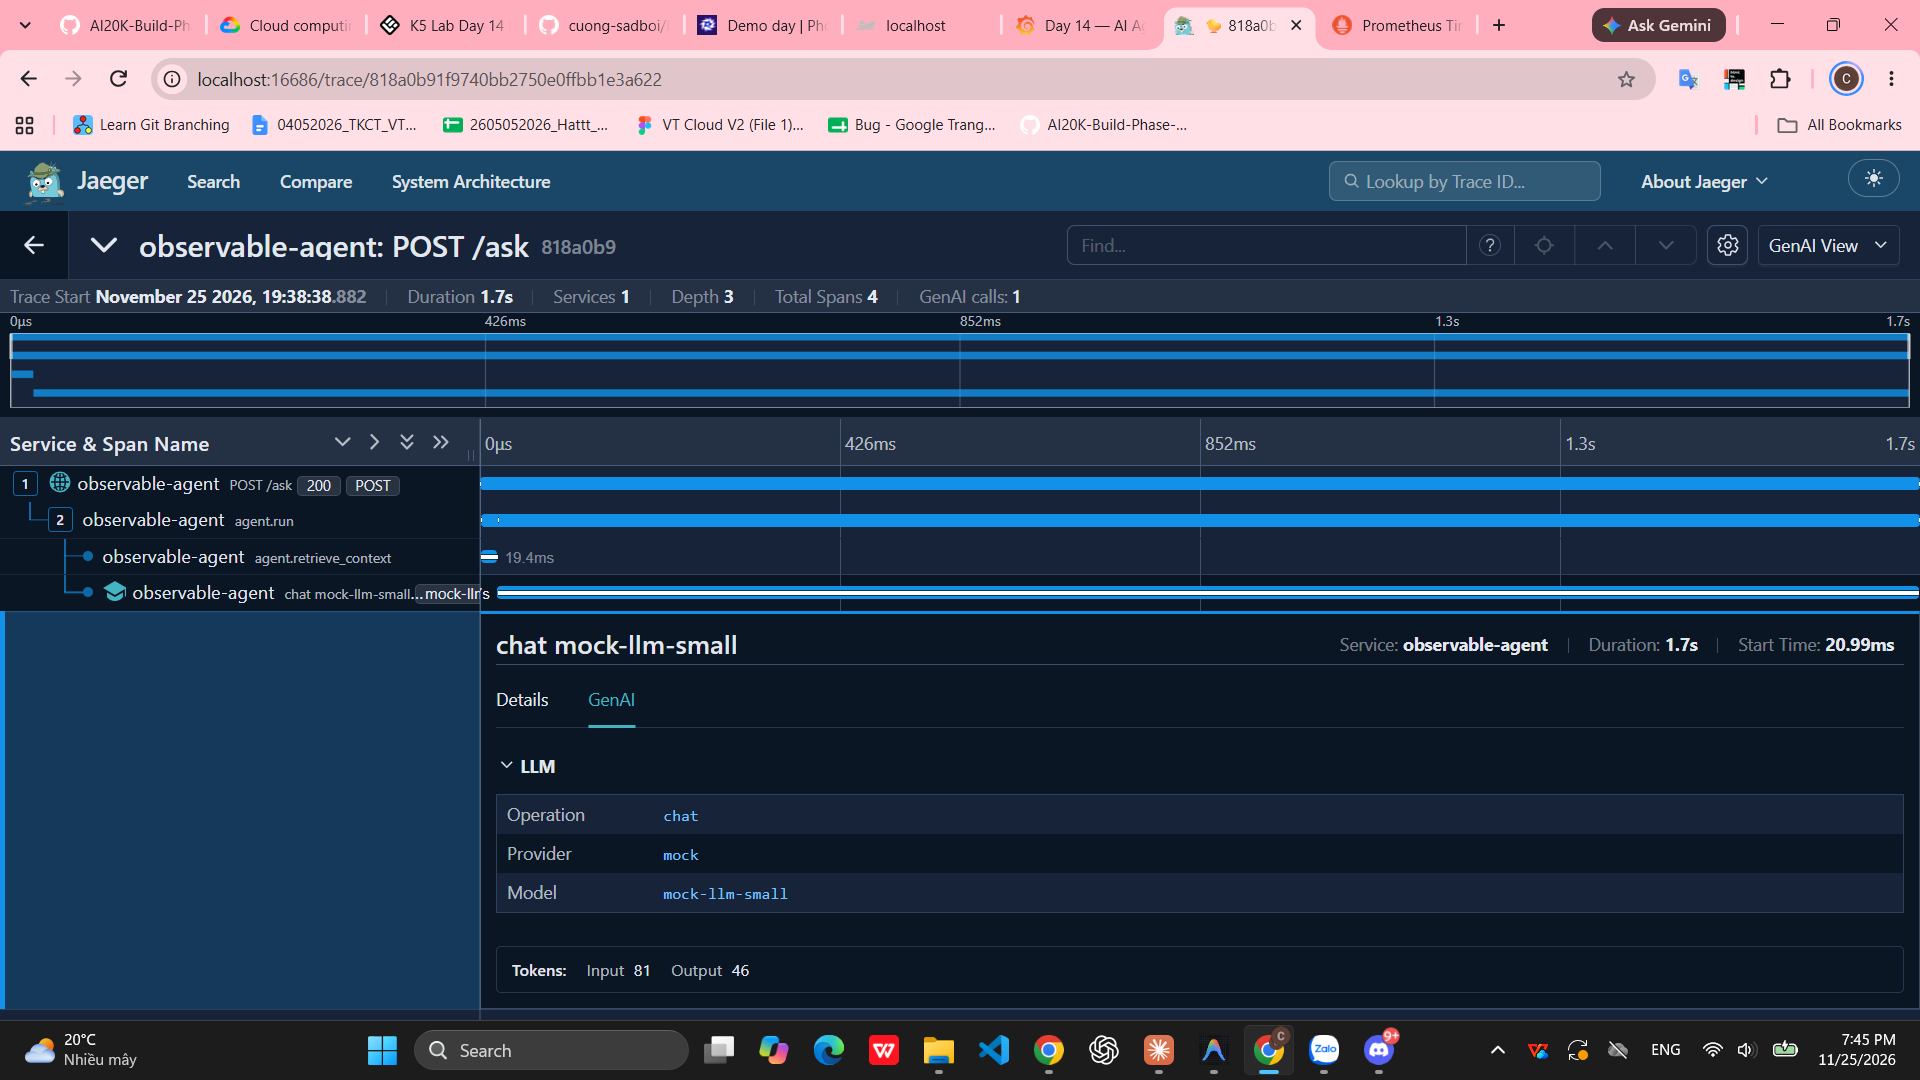 AI20K-Build-Ph
Cloud computi
K5 Lab Day 14
cuong-sadboi/
Demo day | Ph
localhost
Day 14 — AI A
818a0b
Prometheus Ti
Ask Gemini
localhost:16686/trace/818a0b91f9740bb2750e0ffbb1e3a622
C
Learn Git Branching
04052026_TKCT_VT...
2605052026_Hattt_...
VT Cloud V2 (File 1)...
Bug - Google Trang...
AI20K-Build-Phase-...
All Bookmarks
Jaeger
Search
Compare
System Architecture
Lookup by Trace ID...
About Jaeger
observable-agent: POST /ask 818a0b9
Find...
GenAI View
Trace Start November 25 2026, 19:38:38.882
Duration 1.7s
Services 1
Depth 3
Total Spans 4
GenAI calls: 1
0μs 426ms 852ms 1.3s 1.7s
Service & Span Name
0μs 426ms 852ms 1.3s 1.7s
1 observable-agent POST /ask 200 POST
2 observable-agent agent.run
observable-agent agent.retrieve_context
19.4ms
observable-agent chat mock-llm-small... mock-llm
s
chat mock-llm-small
Service: observable-agent
Duration: 1.7s
Start Time: 20.99ms
Details
GenAI
LLM
Operation chat
Provider mock
Model mock-llm-small
Tokens: Input 81 Output 46
20°C
Nhiều mây
Search
Zalo
C
9+
ENG
7:45 PM
11/25/2026